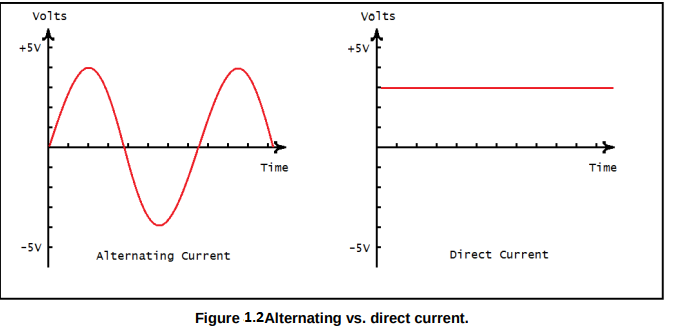 Volts
+5V
Time
-5V
Alternating Current
Volts
+5V
Time
-5V
Direct Current
Figure 1.2Alternating vs. direct current.